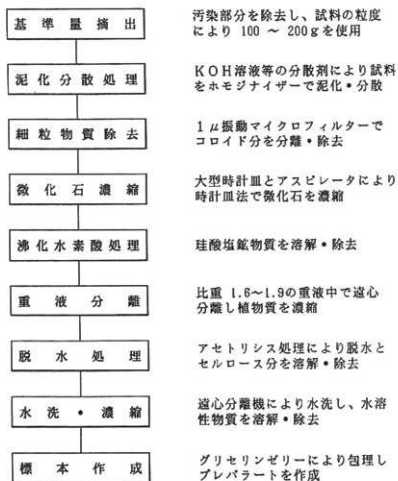 基準量摘出
汚染部分を除去し、試料の粒度
により 100 ~ 200gを使用
泥化分散処理
KOH溶液等の分散剤により試料
をホモジナイザーで泥化・分散
細粒物質除去
1μ振動マイクロフィルターで
コロイド分を分離・除去
微化石濃縮
大型時計皿とアスピレータにより
時計皿法で微化石を濃縮
沸化水素酸処理
珪酸塩鉱物質を溶解・除去
重液分離
比重 1.6~1.9の重液中で遠心
分離し植物質を濃縮
脱水処理
アセトリシス処理により脱水と
セルロース分を溶解・除去
水洗・濃縮
遠心分離機により水洗し、水溶
性物質を溶解・除去
標本作成
グリセリンゼリーにより包理し
プレパラートを作成